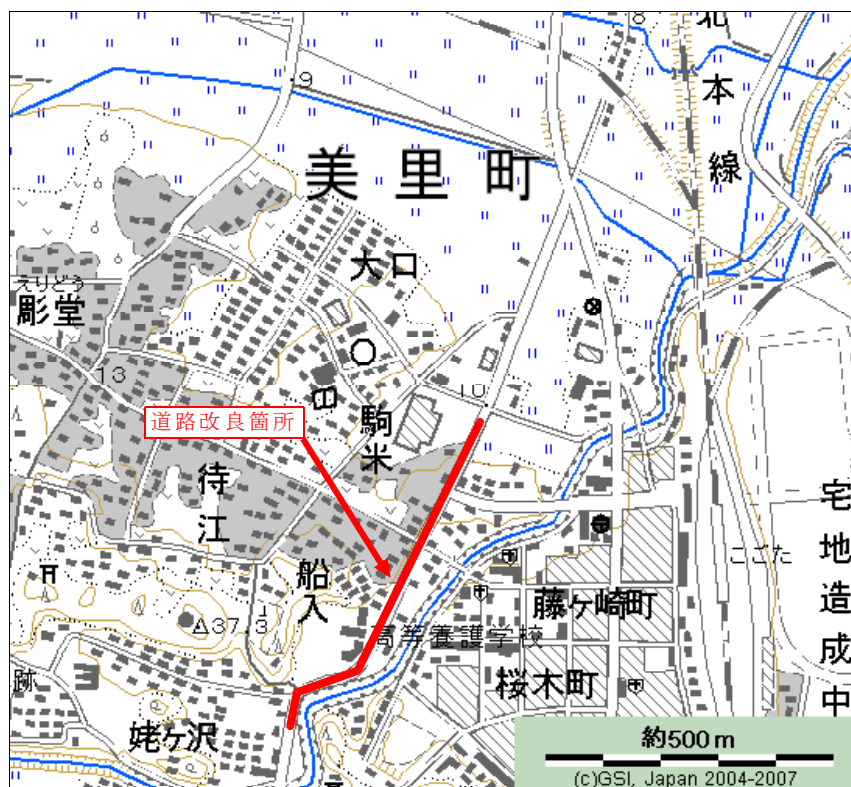 8
北
本
線
9
美里町
大口
えりどう
彫堂
13
10
道路改良箇所
駒米
待江
船入
宅地造成中
こごた
藤ヶ崎町
高等養護学校
37.3
桜木町
跡
姥ヶ沢
約500m
(c)GSI, Japan 2004-2007